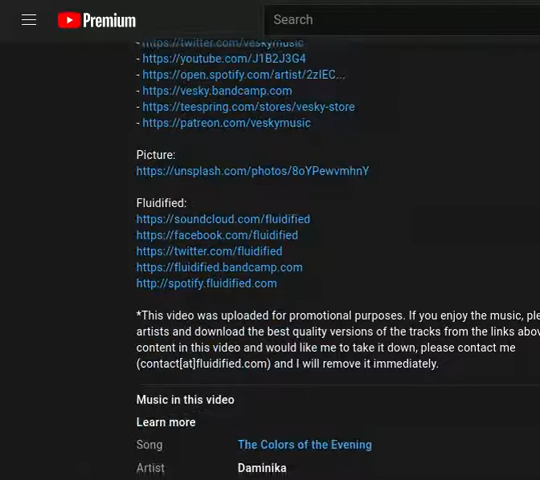 Premium
Search
- https://twitter.com/veskymusic
- https://youtube.com/J1B2J3G4
- https://open.spotify.com/artist/2zIEC...
- https://vesky.bandcamp.com
- https://teespring.com/stores/vesky-store
- https://patreon.com/veskymusic
Picture:
https://unsplash.com/photos/8oYPewvmhnY
Fluidified:
https://soundcloud.com/fluidified
https://facebook.com/fluidified
https://twitter.com/fluidified
https://fluidified.bandcamp.com
http://spotify.fluidified.com
*This video was uploaded for promotional purposes. If you enjoy the music, ple
artists and download the best quality versions of the tracks from the links abov
content in this video and would like me to take it down, please contact me
(contact[at]fluidified.com) and I will remove it immediately.
Music in this video
Learn more
Song The Colors of the Evening
Artist Daminika